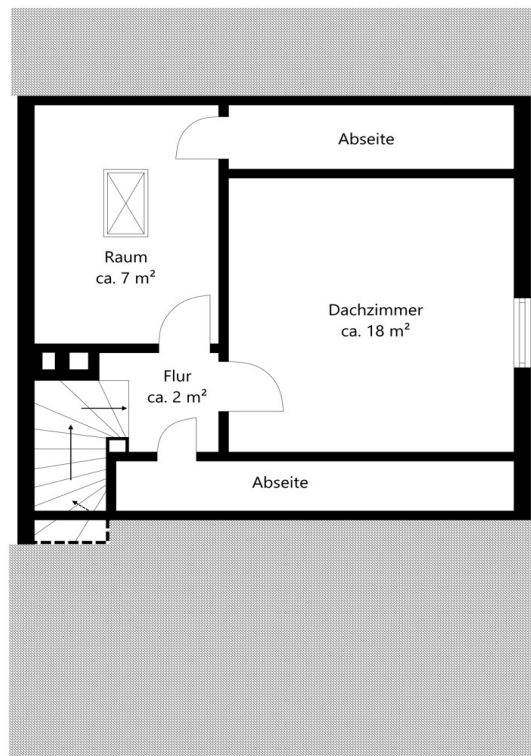 Abseite
Raum
ca. 7 m²
Dachzimmer
ca. 18 m²
Flur
ca. 2 m²
Abseite